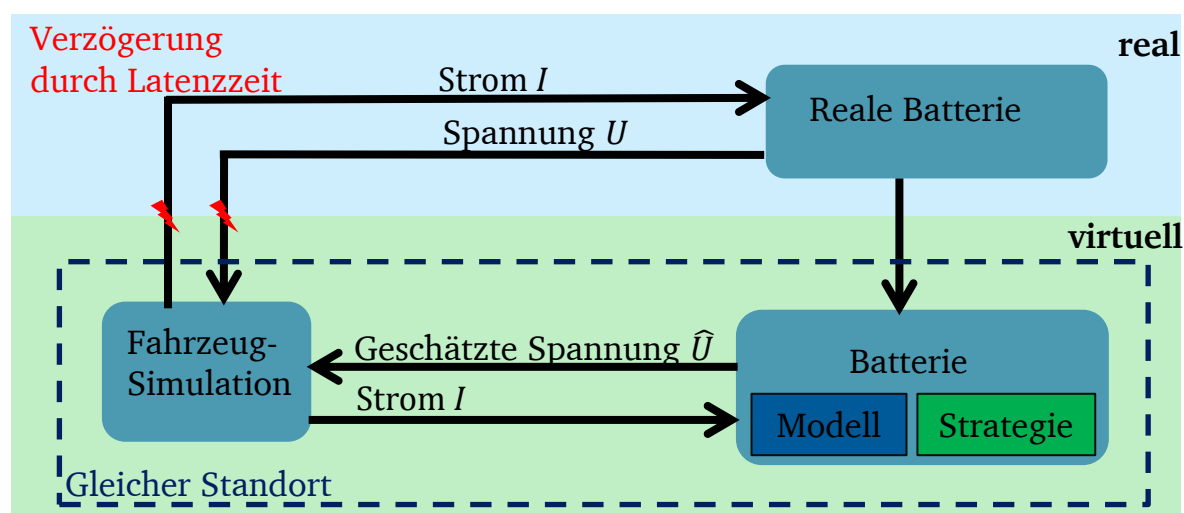 Verzögerung
durch Latenzzeit
real
Strom I
Reale Batterie
Spannung U
virtuell
Fahrzeug-
Simulation
Geschätzte Spannung Û
Strom I
Batterie
Modell
Strategie
Gleicher Standort